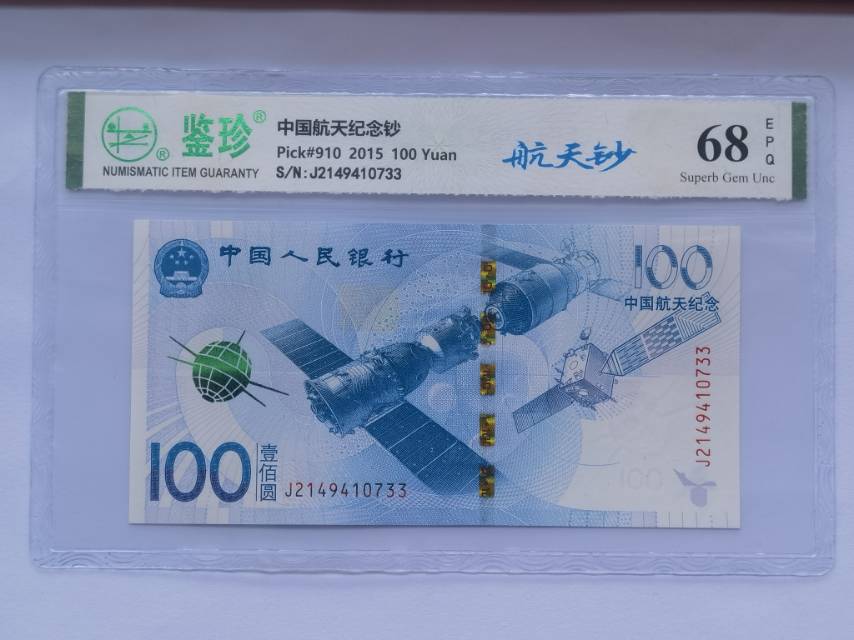 鉴珍®
®
NUMISMATIC ITEM GUARANTY
中国航天纪念钞
Pick#910 2015 100 Yuan
S/N:J2149410733
航天钞
68
EPQ
Superb Gem Unc
中国人民银行
100
中国航天纪念
J2149410733
100
壹佰圆
J2149410733
100